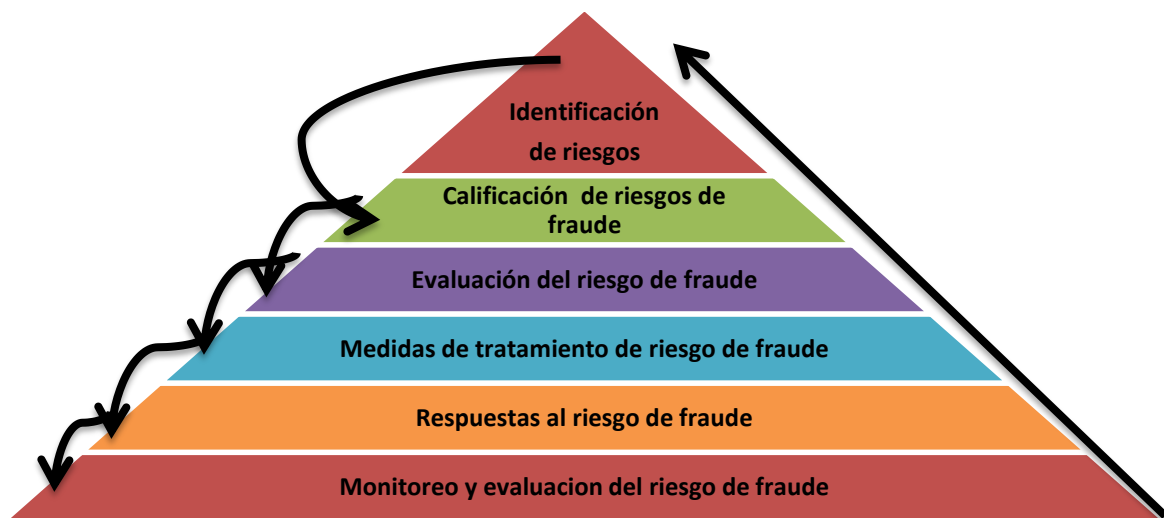 Identificación
de riesgos
Calificación de riesgos de
fraude
Evaluación del riesgo de fraude
Medidas de tratamiento de riesgo de fraude
Respuestas al riesgo de fraude
Monitoreo y evaluacion del riesgo de fraude